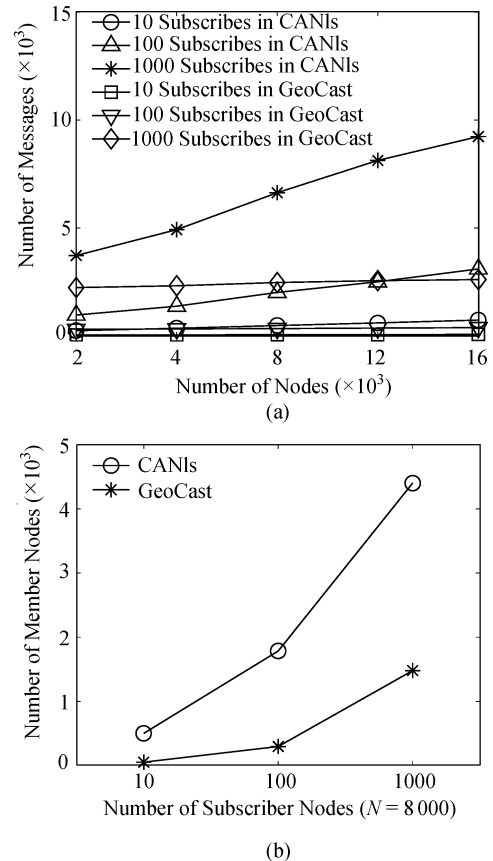 15
10
5
0
Number of Messages (×10³)
10 Subscribes in CANls
100 Subscribes in CANls
1000 Subscribes in CANls
10 Subscribes in GeoCast
100 Subscribes in GeoCast
1000 Subscribes in GeoCast
2 4 8 12 16
Number of Nodes (×10³)
(a)
5
4
3
2
1
0
Number of Member Nodes (×10³)
CANls
GeoCast
10 100 1000
Number of Subscriber Nodes (N = 8 000)
(b)